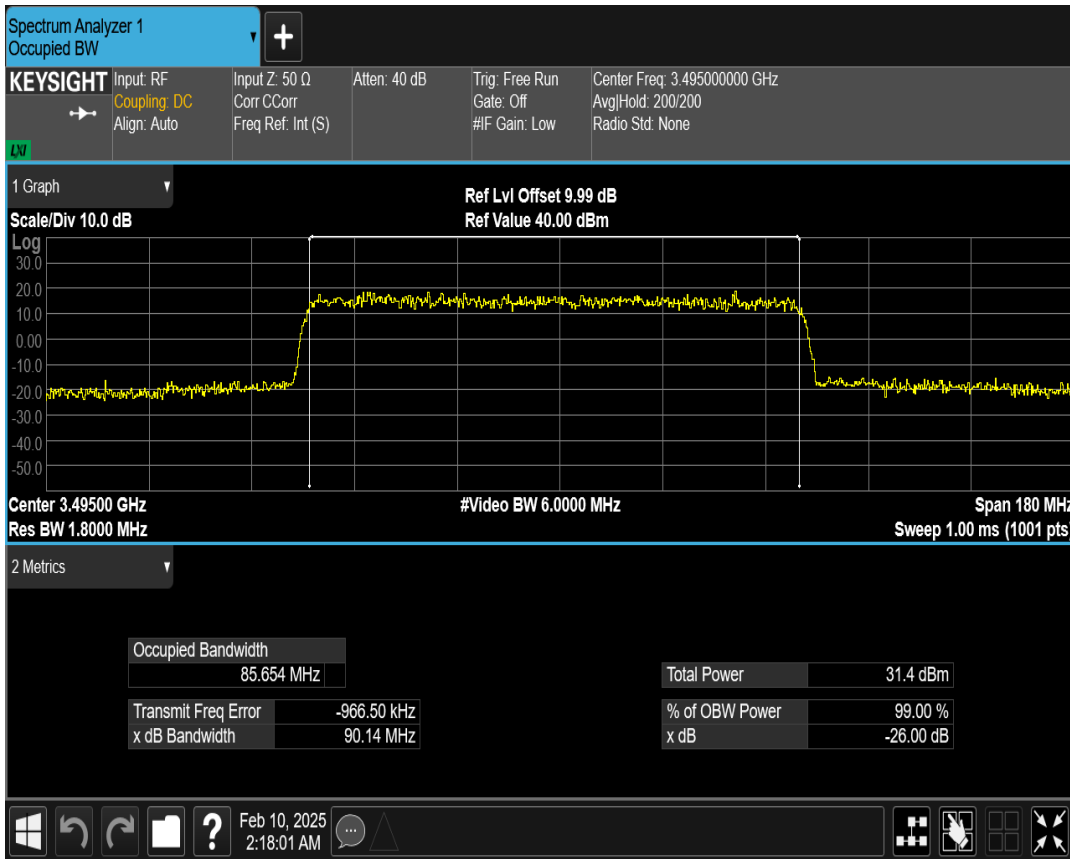 Spectrum Analyzer 1
Occupied BW
+
KEYSIGHT
LXI
Input: RF
Coupling: DC
Align: Auto
Input Z: 50 Ω
Corr CCorr
Freq Ref: Int (S)
Atten: 40 dB
Trig: Free Run
Gate: Off
#IF Gain: Low
Center Freq: 3.495000000 GHz
Avg|Hold: 200/200
Radio Std: None
1 Graph
Scale/Div 10.0 dB
Ref Lvl Offset 9.99 dB
Ref Value 40.00 dBm
Log
30.0
20.0
10.0
0.00
-10.0
-20.0
-30.0
-40.0
-50.0
Center 3.49500 GHz
#Video BW 6.0000 MHz
Span 180 MHz
Res BW 1.8000 MHz
Sweep 1.00 ms (1001 pts)
2 Metrics
Occupied Bandwidth
85.654 MHz
Total Power 31.4 dBm
Transmit Freq Error -966.50 kHz
% of OBW Power 99.00 %
x dB Bandwidth 90.14 MHz
x dB -26.00 dB
?
Feb 10, 2025
2:18:01 AM